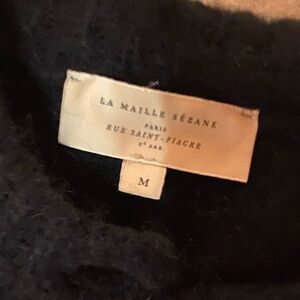 LA MAILLE SÉZANE
PARIS
RUE SAINT-FIACRE
2e ARR.
M